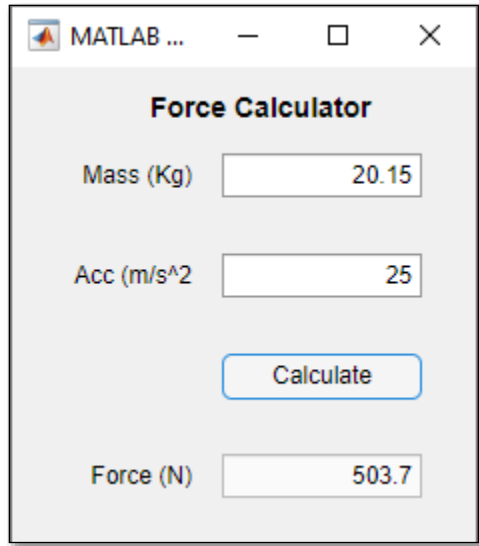 MATLAB ...
Force Calculator
Mass (Kg) 20.15
Acc (m/s^2 25
Calculate
Force (N) 503.7